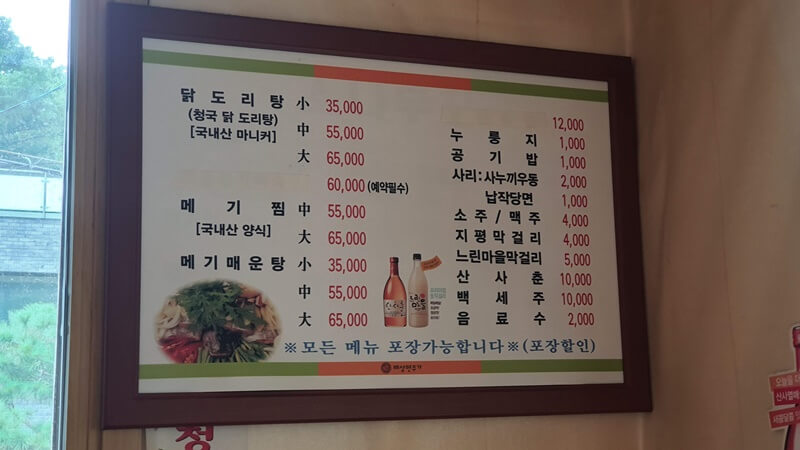 닭도리탕 小 35,000
(청국 닭 도리탕) 中 55,000
[국내산 마니커]
大 65,000
60,000 (예약필수)
메기찜 中 55,000
[국내산 양식]
大 65,000
메기매운탕 小 35,000
中 55,000
大 65,000
12,000
누룽지 1,000
공기밥 1,000
사리: 사누끼우동 2,000
납작당면 1,000
소주/맥주 4,000
지평막걸리 4,000
느린마을막걸리 5,000
산사춘 10,000
백세주 10,000
음료수 2,000
※모든 메뉴 포장가능합니다※(포장할인)
배상면주가
정